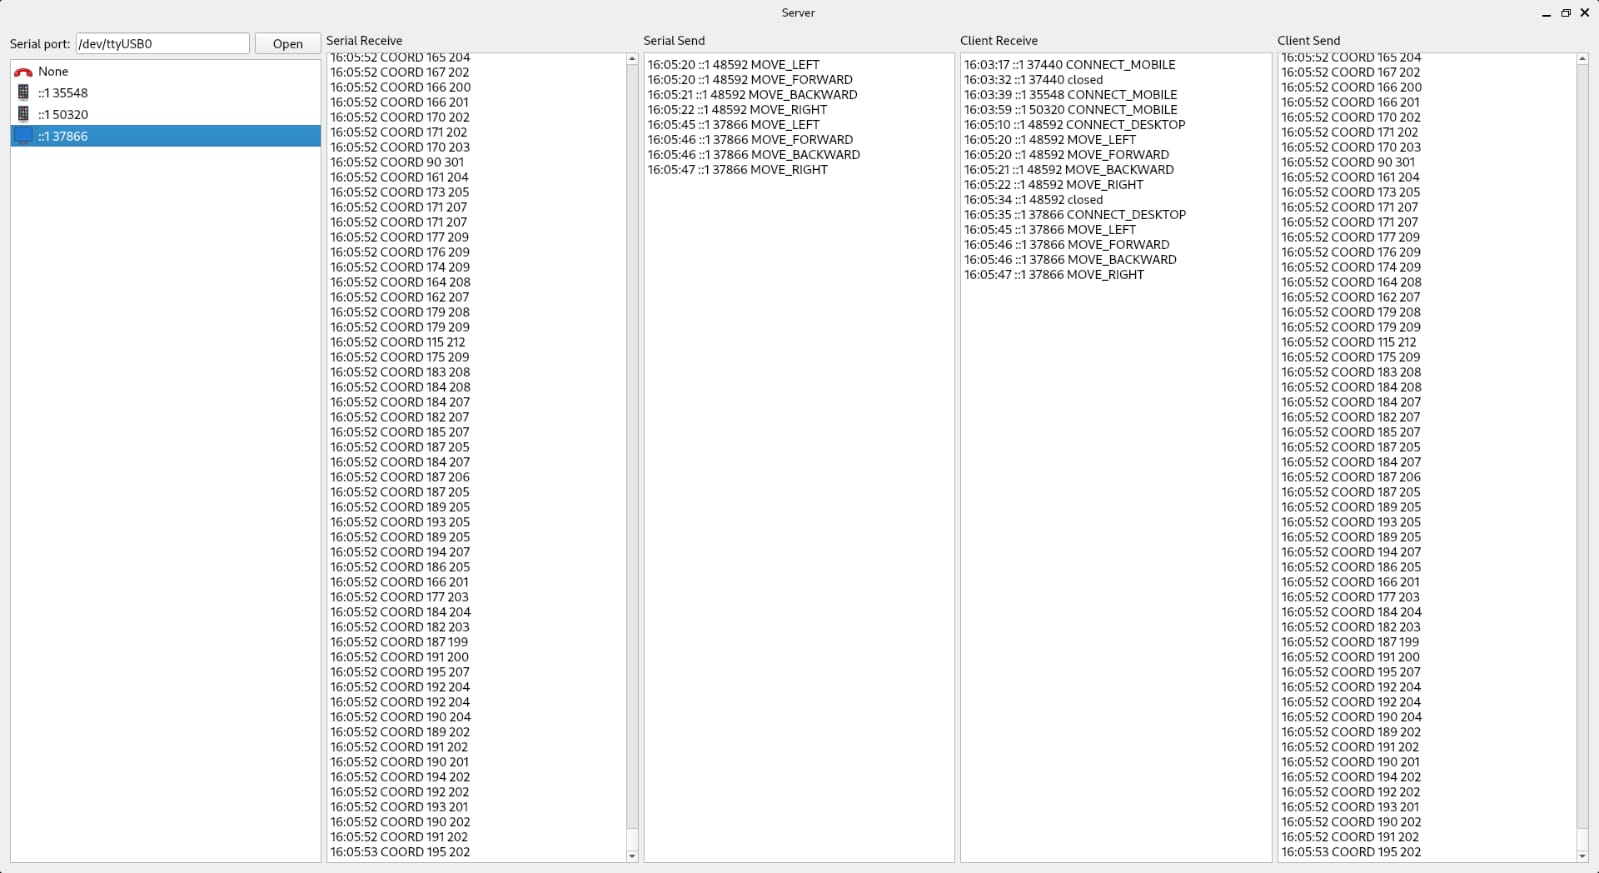 Server
Serial port: /dev/ttyUSB0 Open
None
::1 35548
::1 50320
::1 37866
Serial Receive
16:05:52 COORD 165 204
16:05:52 COORD 167 202
16:05:52 COORD 166 200
16:05:52 COORD 166 201
16:05:52 COORD 170 202
16:05:52 COORD 171 202
16:05:52 COORD 170 203
16:05:52 COORD 90 301
16:05:52 COORD 161 204
16:05:52 COORD 173 205
16:05:52 COORD 171 207
16:05:52 COORD 171 207
16:05:52 COORD 177 209
16:05:52 COORD 176 209
16:05:52 COORD 174 209
16:05:52 COORD 164 208
16:05:52 COORD 162 207
16:05:52 COORD 179 208
16:05:52 COORD 179 209
16:05:52 COORD 115 212
16:05:52 COORD 175 209
16:05:52 COORD 183 208
16:05:52 COORD 184 208
16:05:52 COORD 184 207
16:05:52 COORD 182 207
16:05:52 COORD 185 207
16:05:52 COORD 187 205
16:05:52 COORD 184 207
16:05:52 COORD 187 206
16:05:52 COORD 187 205
16:05:52 COORD 189 205
16:05:52 COORD 193 205
16:05:52 COORD 189 205
16:05:52 COORD 194 207
16:05:52 COORD 186 205
16:05:52 COORD 166 201
16:05:52 COORD 177 203
16:05:52 COORD 184 204
16:05:52 COORD 182 203
16:05:52 COORD 187 199
16:05:52 COORD 191 200
16:05:52 COORD 195 207
16:05:52 COORD 192 204
16:05:52 COORD 192 204
16:05:52 COORD 190 204
16:05:52 COORD 189 202
16:05:52 COORD 191 202
16:05:52 COORD 190 201
16:05:52 COORD 194 202
16:05:52 COORD 192 202
16:05:52 COORD 193 201
16:05:52 COORD 190 202
16:05:52 COORD 191 202
16:05:53 COORD 195 202
Serial Send
16:05:20 ::1 48592 MOVE_LEFT
16:05:20 ::1 48592 MOVE_FORWARD
16:05:21 ::1 48592 MOVE_BACKWARD
16:05:22 ::1 48592 MOVE_RIGHT
16:05:45 ::1 37866 MOVE_LEFT
16:05:46 ::1 37866 MOVE_FORWARD
16:05:46 ::1 37866 MOVE_BACKWARD
16:05:47 ::1 37866 MOVE_RIGHT
Client Receive
16:03:17 ::1 37440 CONNECT_MOBILE
16:03:32 ::1 37440 closed
16:03:39 ::1 35548 CONNECT_MOBILE
16:03:59 ::1 50320 CONNECT_MOBILE
16:05:10 ::1 48592 CONNECT_DESKTOP
16:05:20 ::1 48592 MOVE_LEFT
16:05:20 ::1 48592 MOVE_FORWARD
16:05:21 ::1 48592 MOVE_BACKWARD
16:05:22 ::1 48592 MOVE_RIGHT
16:05:34 ::1 48592 closed
16:05:35 ::1 37866 CONNECT_DESKTOP
16:05:45 ::1 37866 MOVE_LEFT
16:05:46 ::1 37866 MOVE_FORWARD
16:05:46 ::1 37866 MOVE_BACKWARD
16:05:47 ::1 37866 MOVE_RIGHT
Client Send
16:05:52 COORD 165 204
16:05:52 COORD 167 202
16:05:52 COORD 166 200
16:05:52 COORD 166 201
16:05:52 COORD 170 202
16:05:52 COORD 171 202
16:05:52 COORD 170 203
16:05:52 COORD 90 301
16:05:52 COORD 161 204
16:05:52 COORD 173 205
16:05:52 COORD 171 207
16:05:52 COORD 171 207
16:05:52 COORD 177 209
16:05:52 COORD 176 209
16:05:52 COORD 174 209
16:05:52 COORD 164 208
16:05:52 COORD 162 207
16:05:52 COORD 179 208
16:05:52 COORD 179 209
16:05:52 COORD 115 212
16:05:52 COORD 175 209
16:05:52 COORD 183 208
16:05:52 COORD 184 208
16:05:52 COORD 184 207
16:05:52 COORD 182 207
16:05:52 COORD 185 207
16:05:52 COORD 187 205
16:05:52 COORD 184 207
16:05:52 COORD 187 206
16:05:52 COORD 187 205
16:05:52 COORD 189 205
16:05:52 COORD 193 205
16:05:52 COORD 189 205
16:05:52 COORD 194 207
16:05:52 COORD 186 205
16:05:52 COORD 166 201
16:05:52 COORD 177 203
16:05:52 COORD 184 204
16:05:52 COORD 182 203
16:05:52 COORD 187 199
16:05:52 COORD 191 200
16:05:52 COORD 195 207
16:05:52 COORD 192 204
16:05:52 COORD 192 204
16:05:52 COORD 190 204
16:05:52 COORD 189 202
16:05:52 COORD 191 202
16:05:52 COORD 190 201
16:05:52 COORD 194 202
16:05:52 COORD 192 202
16:05:52 COORD 193 201
16:05:52 COORD 190 202
16:05:52 COORD 191 202
16:05:53 COORD 195 202